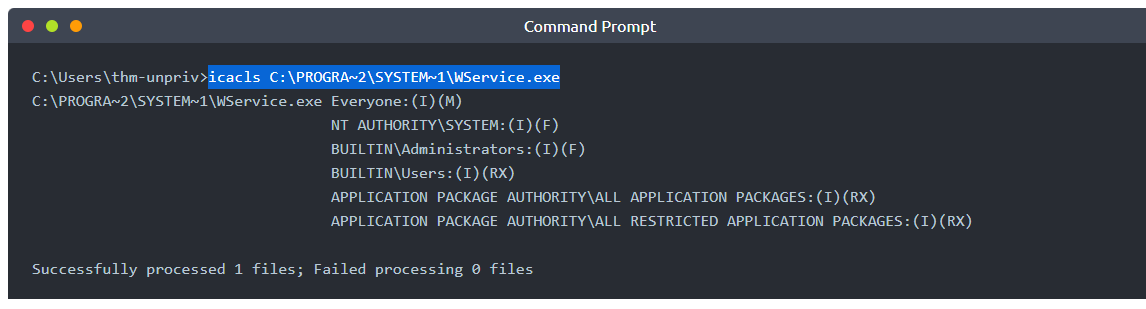 Command Prompt
C:\Users\thm-unpriv>icacls C:\PROGRA~2\SYSTEM~1\WService.exe
C:\PROGRA~2\SYSTEM~1\WService.exe Everyone:(I)(M)
NT AUTHORITY\SYSTEM:(I)(F)
BUILTIN\Administrators:(I)(F)
BUILTIN\Users:(I)(RX)
APPLICATION PACKAGE AUTHORITY\ALL APPLICATION PACKAGES:(I)(RX)
APPLICATION PACKAGE AUTHORITY\ALL RESTRICTED APPLICATION PACKAGES:(I)(RX)
Successfully processed 1 files; Failed processing 0 files